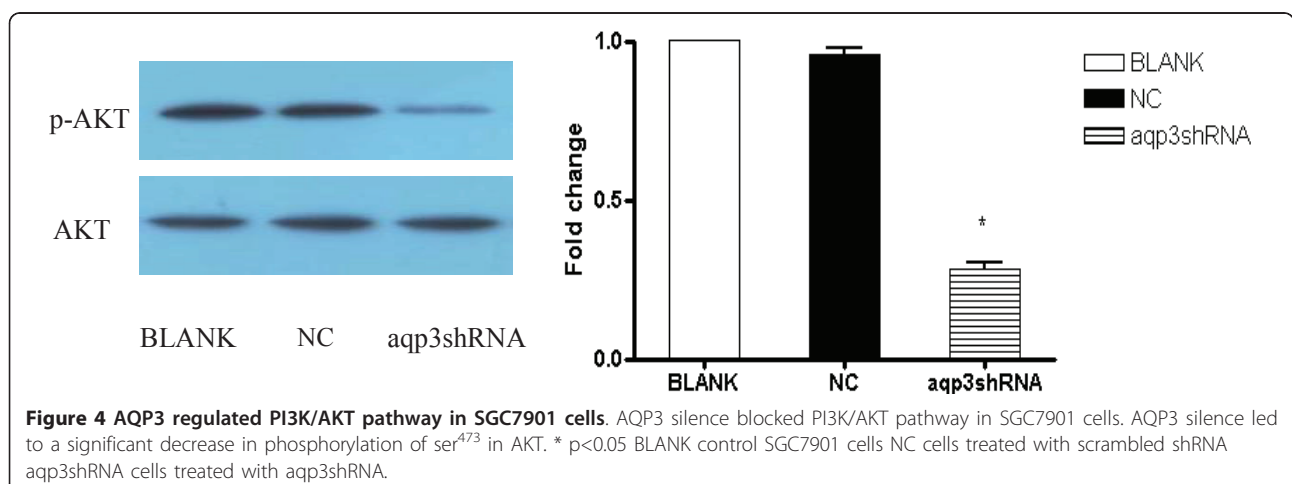 p-AKT
AKT
BLANK NC aqp3shRNA
1.0
0.5
0.0
Fold change
*
BLANK NC aqp3shRNA
BLANK
NC
aqp3shRNA
Figure 4 AQP3 regulated PI3K/AKT pathway in SGC7901 cells. AQP3 silence blocked PI3K/AKT pathway in SGC7901 cells. AQP3 silence led
to a significant decrease in phosphorylation of ser⁴⁷³ in AKT. * p<0.05 BLANK control SGC7901 cells NC cells treated with scrambled shRNA
aqp3shRNA cells treated with aqp3shRNA.